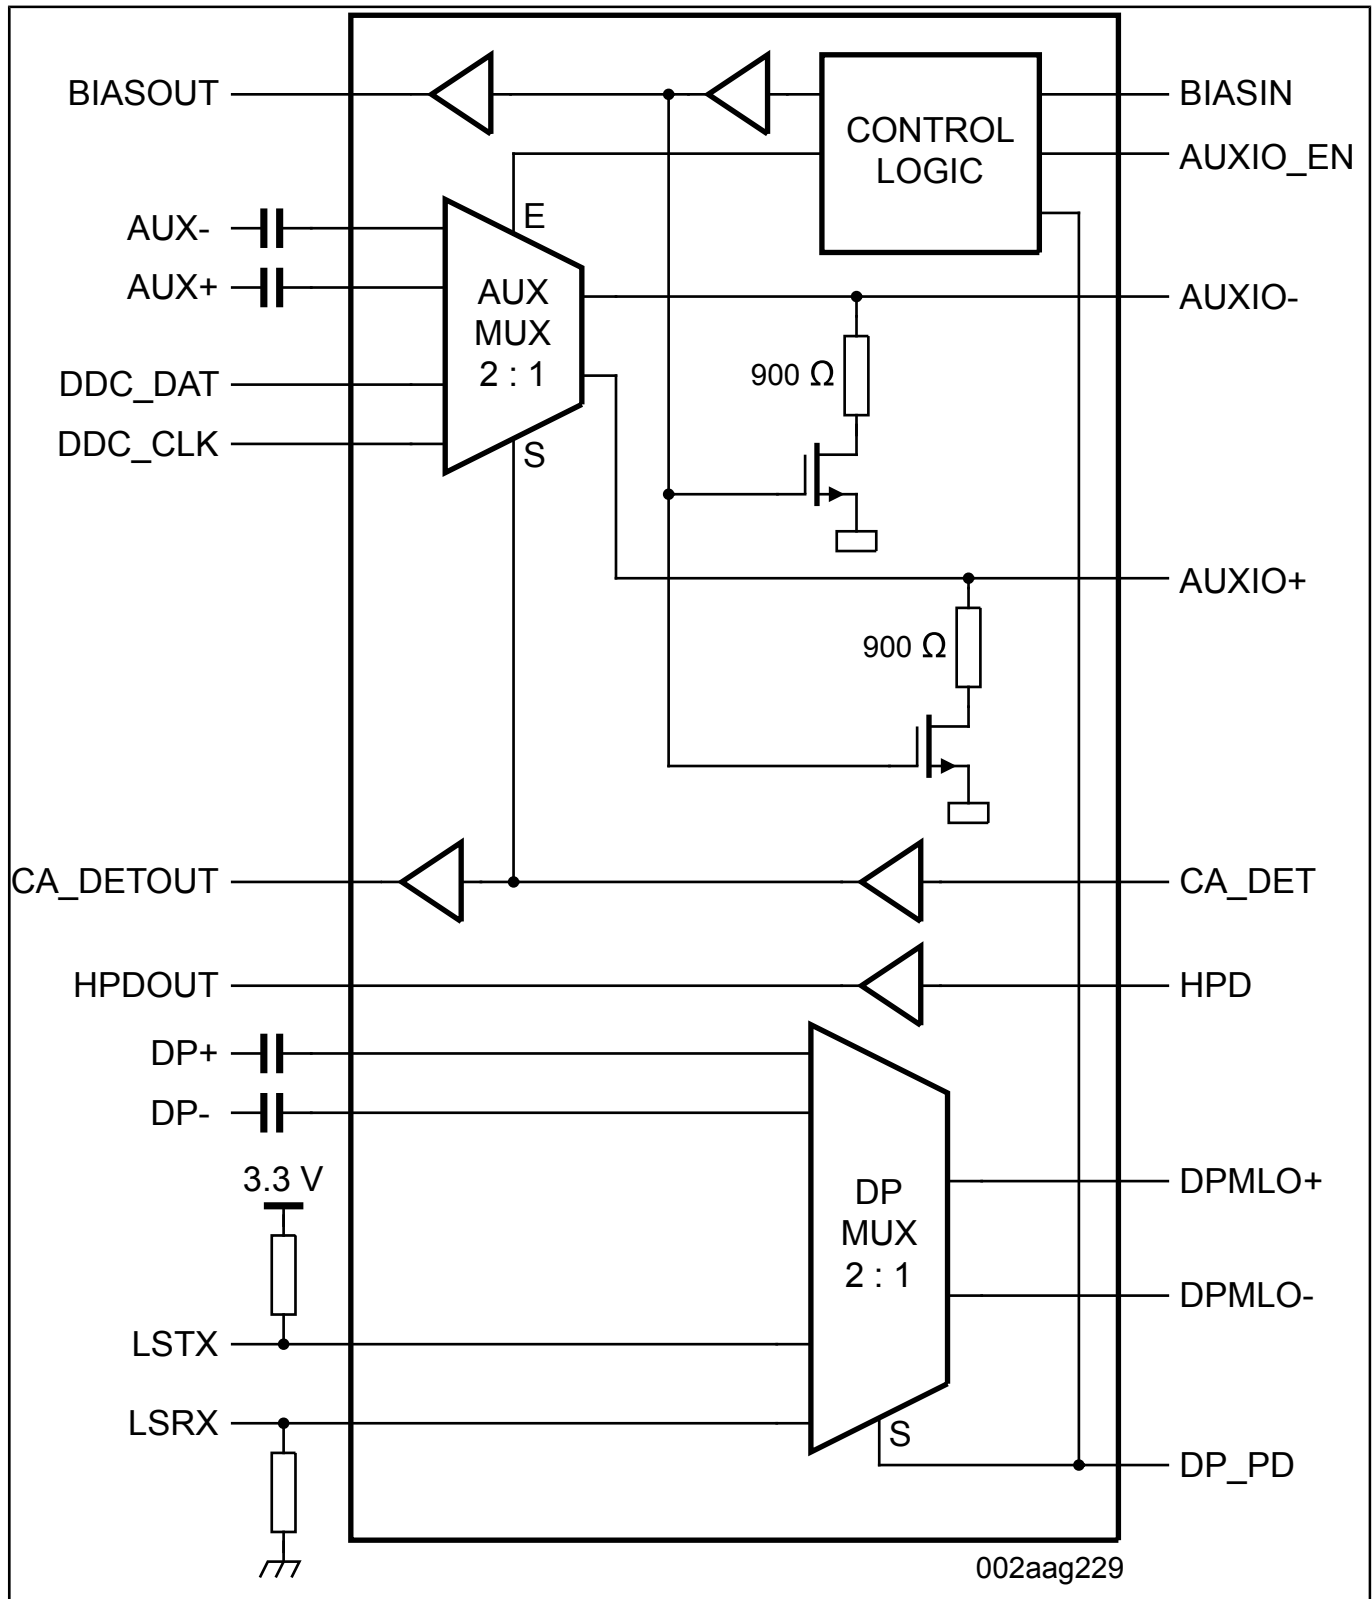 BIASOUT
CONTROL
LOGIC
BIASIN
AUXIO_EN
AUX-
AUX+
DDC_DAT
DDC_CLK
E
AUX
MUX
2 : 1
S
AUXIO-
900 Ω
AUXIO+
900 Ω
CA_DETOUT
CA_DET
HPDOUT
HPD
DP+
DP-
3.3 V
LSTX
LSRX
DP
MUX
2 : 1
S
DPMLO+
DPMLO-
DP_PD
002aag229